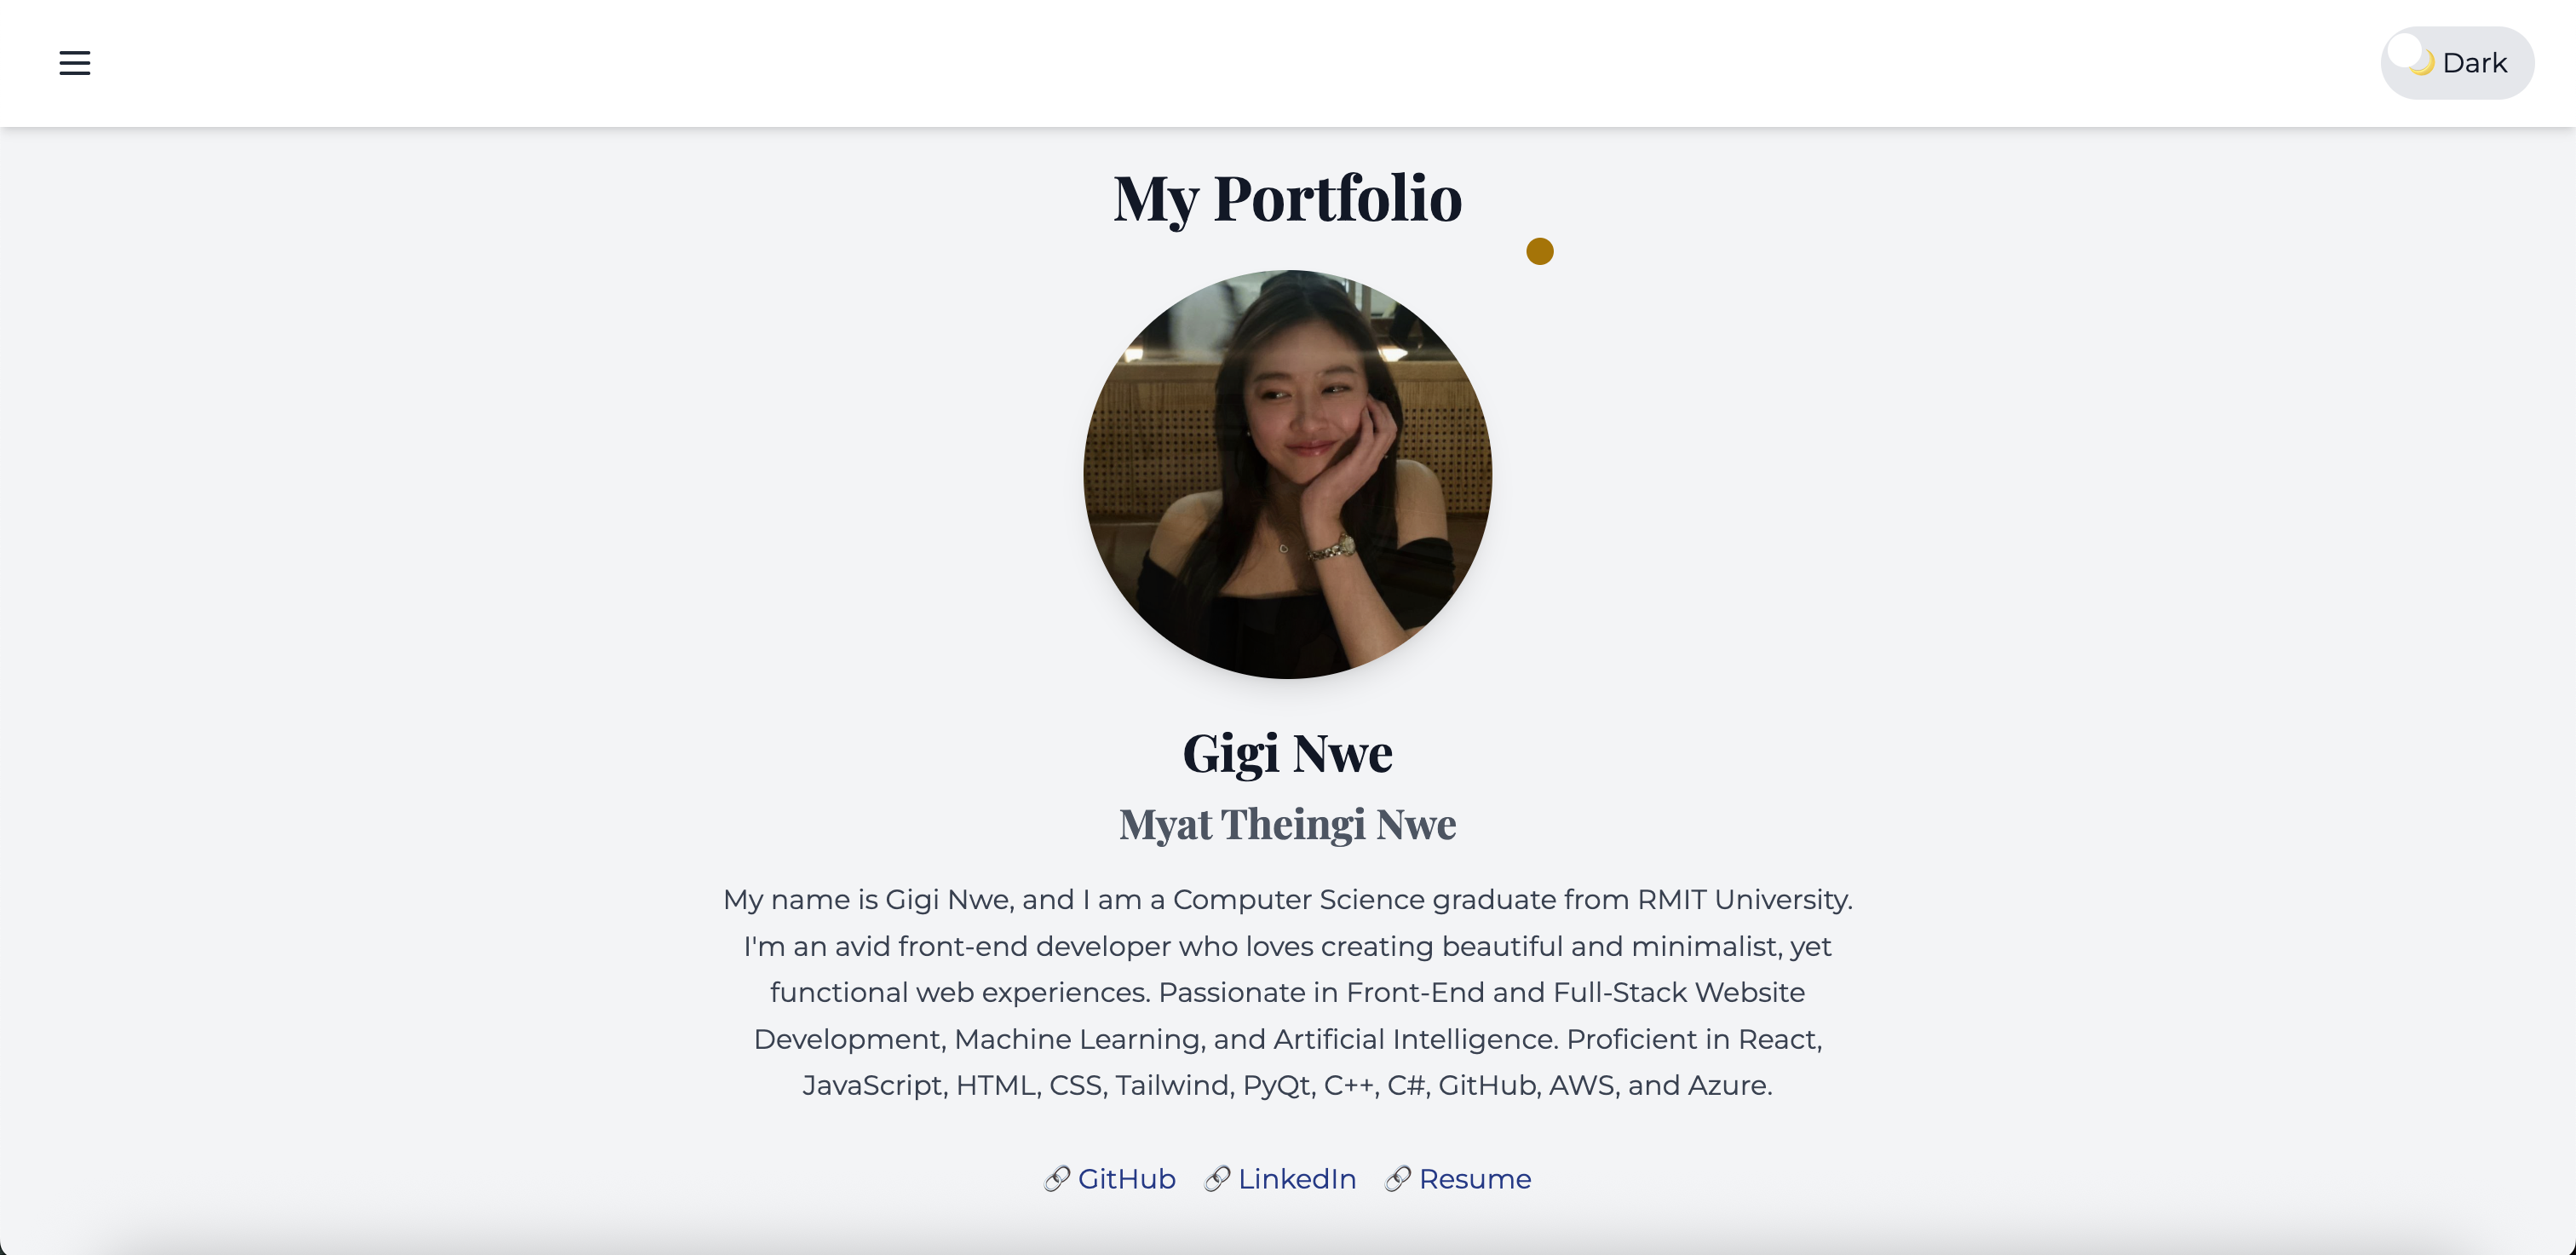 Dark
My Portfolio
Gigi Nwe
Myat Theingi Nwe
My name is Gigi Nwe, and I am a Computer Science graduate from RMIT University.
I'm an avid front-end developer who loves creating beautiful and minimalist, yet
functional web experiences. Passionate in Front-End and Full-Stack Website
Development, Machine Learning, and Artificial Intelligence. Proficient in React,
JavaScript, HTML, CSS, Tailwind, PyQt, C++, C#, GitHub, AWS, and Azure.
GitHub LinkedIn Resume